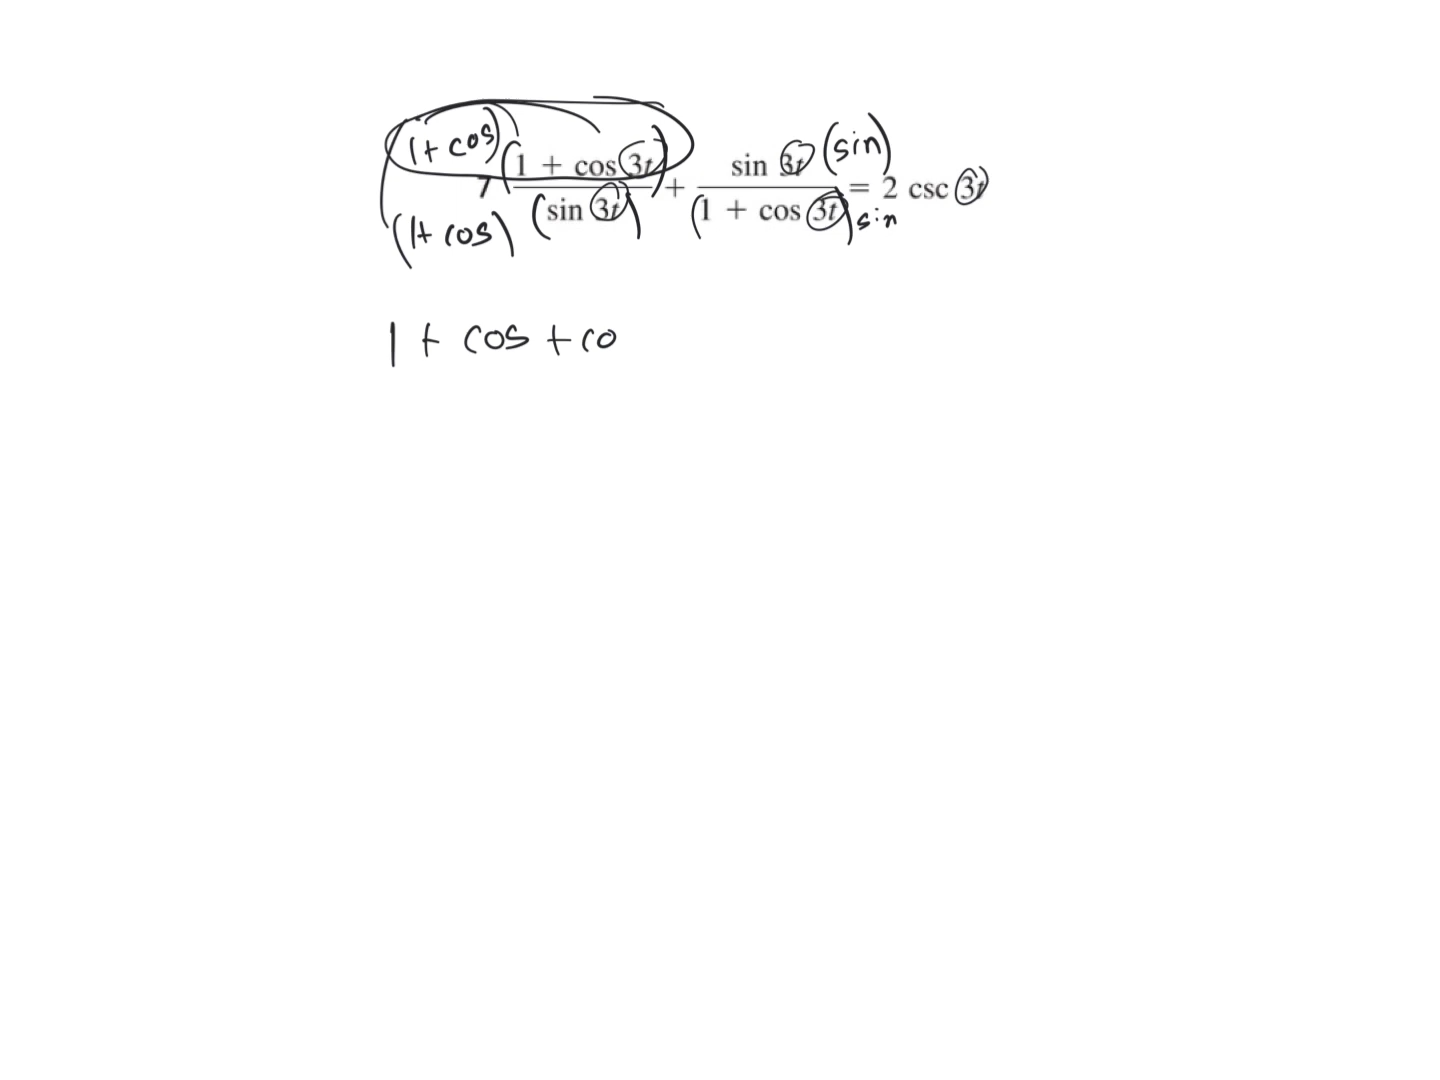 (1 + cos) (1 + cos 3t) + sin 3t (sin)
(1 + cos) (sin 3t) (1 + cos 3t) sin = 2 csc 3t
1 + cos + co